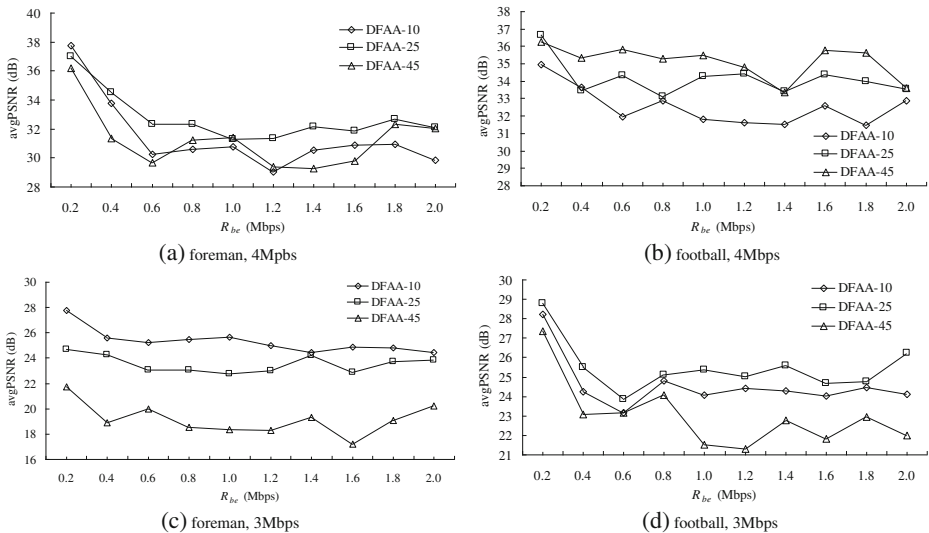 40
38
36
34
32
30
28
avgPSNR (dB)
DFAA-10
DFAA-25
DFAA-45
0.2 0.4 0.6 0.8 1.0 1.2 1.4 1.6 1.8 2.0
R be (Mbps)
(a) foreman, 4Mpbs
38
37
36
35
34
33
32
31
30
29
28
avgPSNR (dB)
DFAA-10
DFAA-25
DFAA-45
0.2 0.4 0.6 0.8 1.0 1.2 1.4 1.6 1.8 2.0
R be (Mbps)
(b) football, 4Mbps
30
28
26
24
22
20
18
16
avgPSNR (dB)
DFAA-10
DFAA-25
DFAA-45
0.2 0.4 0.6 0.8 1.0 1.2 1.4 1.6 1.8 2.0
R be (Mbps)
(c) foreman, 3Mbps
30
29
28
27
26
25
24
23
22
21
avgPSNR (dB)
DFAA-10
DFAA-25
DFAA-45
0.2 0.4 0.6 0.8 1.0 1.2 1.4 1.6 1.8 2.0
R be (Mbps)
(d) football, 3Mbps